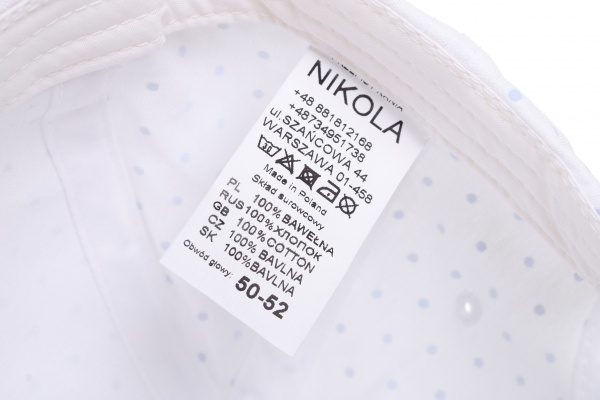 NIKOLA
+48 881812168
+48734951738
ul.SZAŃCOWA 44
WARSZAWA 01-458
Made in Poland
Skład surowcowy
PL 100% BAWEŁNA
RUS 100% ХЛОПОК
GB 100% COTTON
CZ 100% BAVLNA
SK 100%BAVLNA
Obwód głowy:
50-52